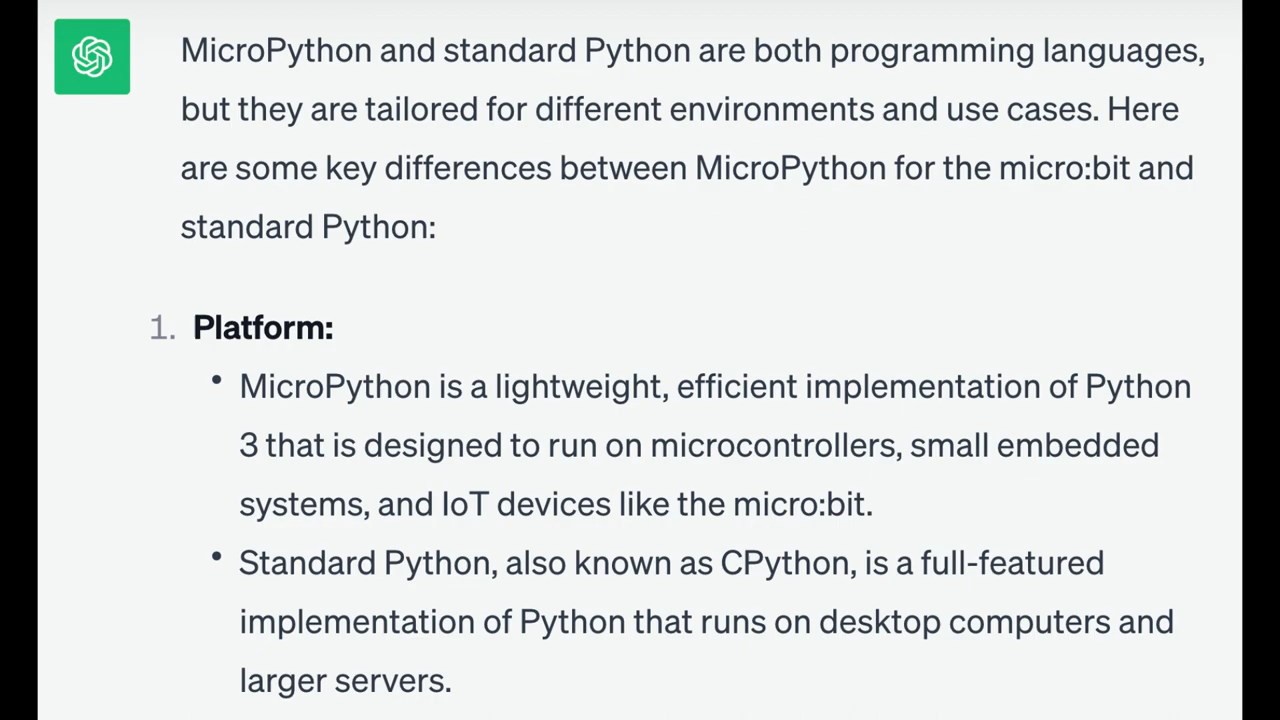 MicroPython and standard Python are both programming languages,
but they are tailored for different environments and use cases. Here
are some key differences between MicroPython for the micro:bit and
standard Python:
1. Platform:
• MicroPython is a lightweight, efficient implementation of Python
3 that is designed to run on microcontrollers, small embedded
systems, and IoT devices like the micro:bit.
• Standard Python, also known as CPython, is a full-featured
implementation of Python that runs on desktop computers and
larger servers.